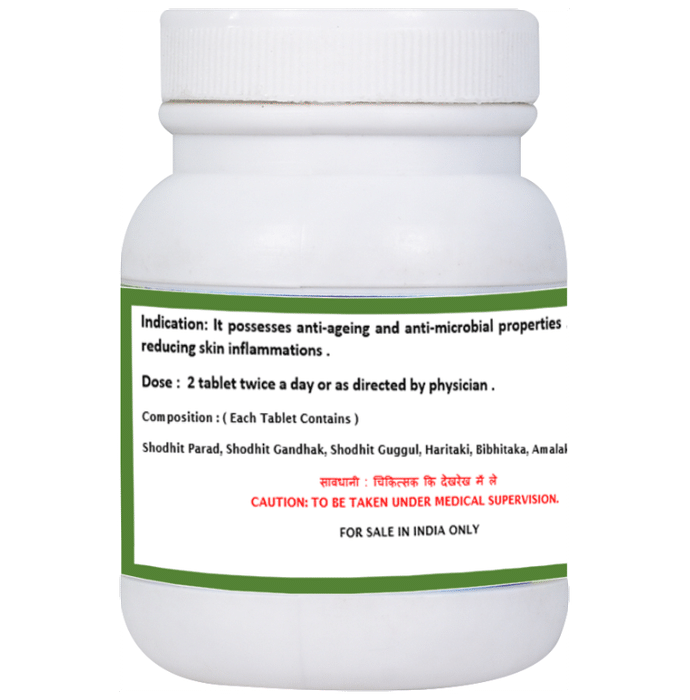 Indication: It possesses anti-ageing and anti-microbial properties
reducing skin inflammations .
Dose : 2 tablet twice a day or as directed by physician .
Composition : ( Each Tablet Contains )
Shodhit Parad, Shodhit Gandhak, Shodhit Guggul, Haritaki, Bibhitaka, Amalak
सावधानी : चिकित्सक कि देखरेख में ले
CAUTION: TO BE TAKEN UNDER MEDICAL SUPERVISION.
FOR SALE IN INDIA ONLY